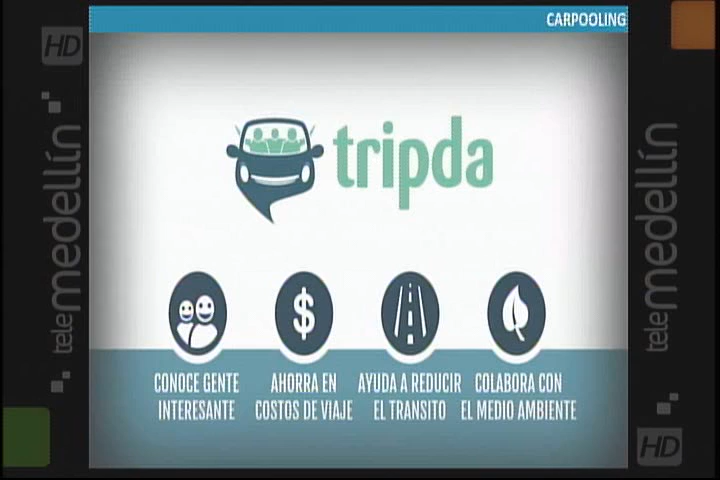 CARPOOLING
HD
telemedellín
tripda
$
CONOCE GENTE
INTERESANTE
AHORRA EN
COSTOS DE VIAJE
AYUDA A REDUCIR
EL TRANSITO
COLABORA CON
EL MEDIO AMBIENTE
telemedellín
HD